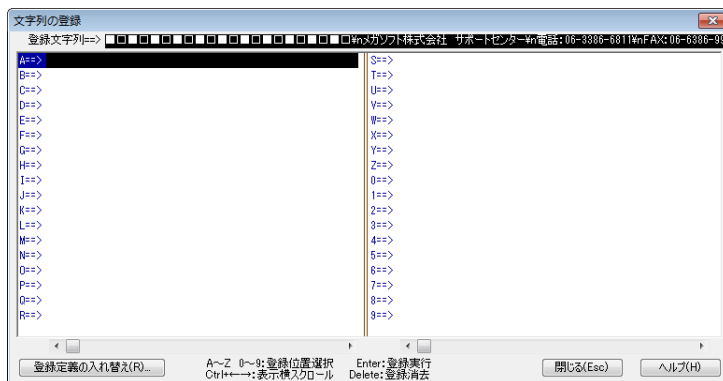 文字列の登録
登録文字列==> □■□■□■□■□■□■□■□■□■□■□■□¥nメガソフト株式会社 サポートセンター¥n電話:06-3386-6811¥nFAX:06-6386-99
A==>
B==>
C==>
D==>
E==>
F==>
G==>
H==>
I==>
J==>
K==>
L==>
M==>
N==>
O==>
P==>
Q==>
R==>
S==>
T==>
U==>
V==>
W==>
X==>
Y==>
Z==>
0==>
1==>
2==>
3==>
4==>
5==>
6==>
7==>
8==>
9==>
登録定義の入れ替え(R)...
A~Z 0~9:登録位置選択 Enter:登録実行
Ctrl+←→:表示横スクロール Delete:登録消去
閉じる(Esc)
ヘルプ(H)